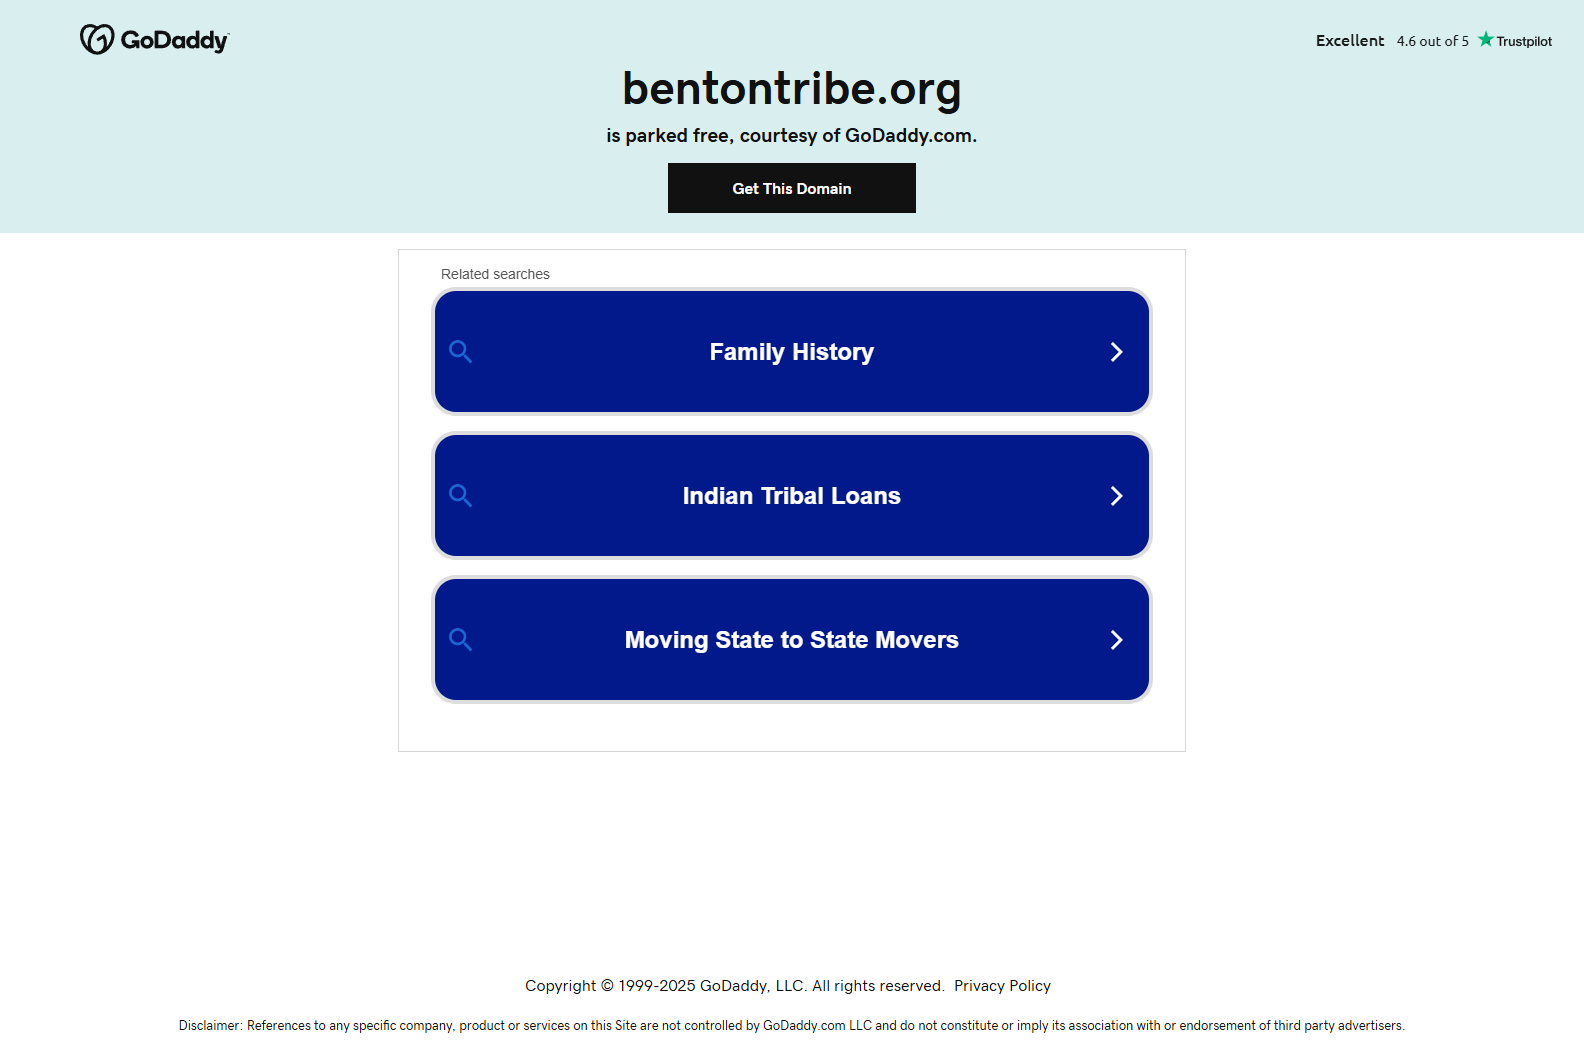 GoDaddy
Excellent 4.6 out of 5 Trustpilot
bentontribe.org
is parked free, courtesy of GoDaddy.com.
Get This Domain
Related searches
Family History
Indian Tribal Loans
Moving State to State Movers
Copyright © 1999-2025 GoDaddy, LLC. All rights reserved. Privacy Policy
Disclaimer: References to any specific company, product or services on this Site are not controlled by GoDaddy.com LLC and do not constitute or imply its association with or endorsement of third party advertisers.